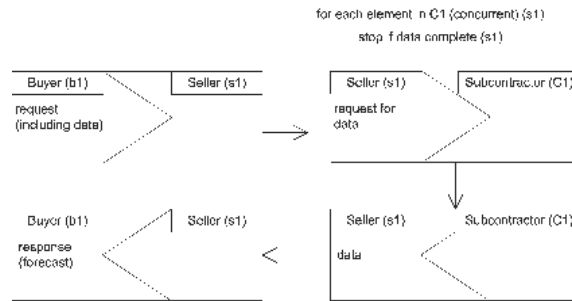 for each element in C1 (concurrent) (s1)
stop if data complete (s1)
Buyer (b1)
Seller (s1)
request
(including data)
Seller (s1)
Subcontractor (C1)
request for
data
Buyer (b1)
Seller (s1)
response
(forecast)
Seller (s1)
Subcontractor (C1)
data